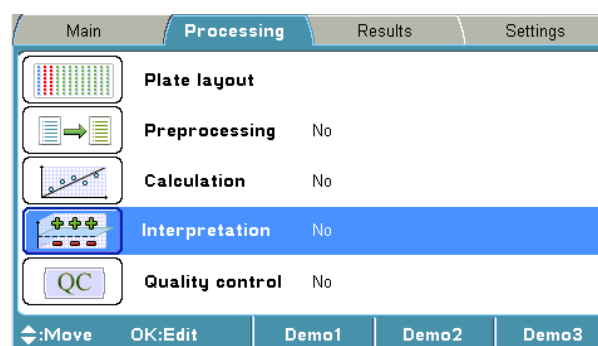 Main Processing Results Settings
Plate layout
Preprocessing No
Calculation No
Interpretation No
QC Quality control No
:Move OK:Edit Demo1 Demo2 Demo3